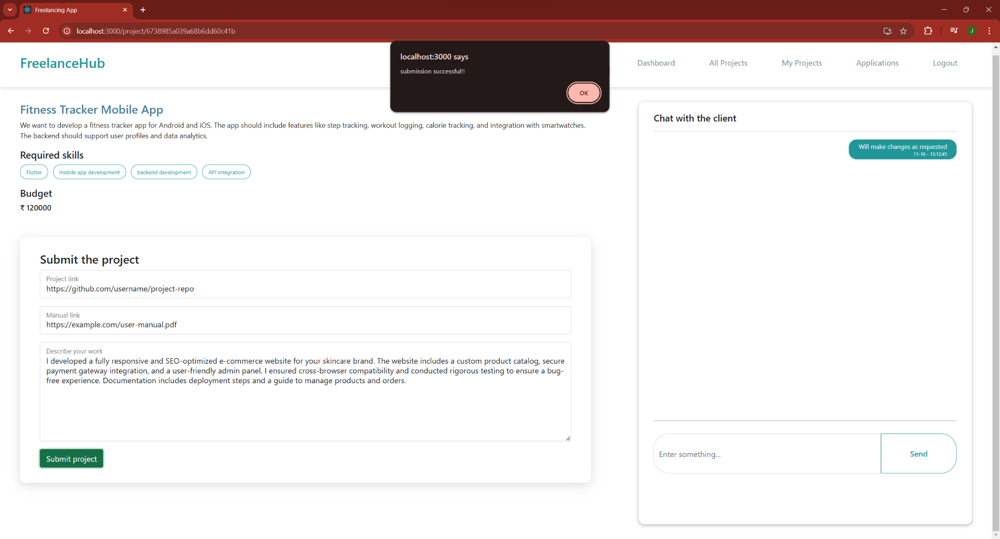 Freelancing App
localhost:3000/project/6738985a039a68b6dd60c41b
J
localhost:3000 says
submission successful!!
OK
FreelanceHub
Dashboard
All Projects
My Projects
Applications
Logout
Fitness Tracker Mobile App
We want to develop a fitness tracker app for Android and iOS. The app should include features like step tracking, workout logging, calorie tracking, and integration with smartwatches.
The backend should support user profiles and data analytics.
Required skills
Flutter
mobile app development
backend development
API integration
Budget
₹ 120000
Submit the project
Project link
https://github.com/username/project-repo
Manual link
https://example.com/user-manual.pdf
Describe your work
I developed a fully responsive and SEO-optimized e-commerce website for your skincare brand. The website includes a custom product catalog, secure
payment gateway integration, and a user-friendly admin panel. I ensured cross-browser compatibility and conducted rigorous testing to ensure a bug-
free experience. Documentation includes deployment steps and a guide to manage products and orders.
Submit project
Chat with the client
Will make changes as requested
11-16 - 13:12:45
Enter something...
Send